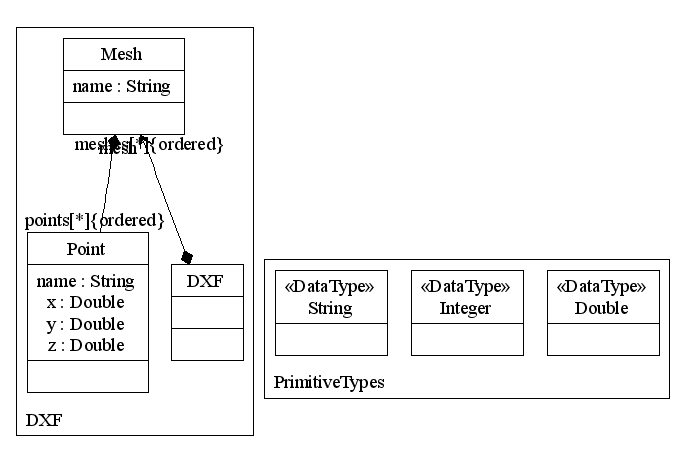 Mesh
name : String
meshes[*]{ordered}
mesh
points[*]{ordered}
Point
name : String
x : Double
y : Double
z : Double
DXF
DXF
«DataType»
String
«DataType»
Integer
«DataType»
Double
PrimitiveTypes